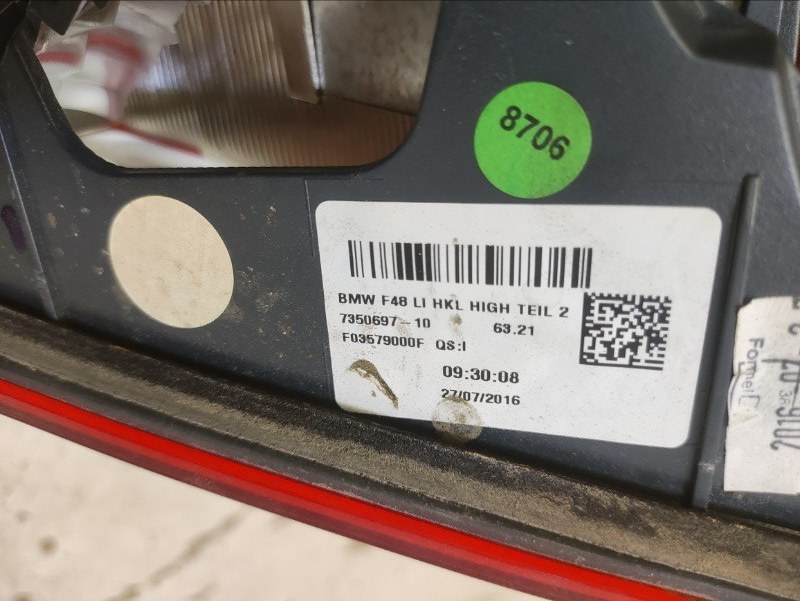 8706
BMW F48 LI HKL HIGH TEIL 2
7350697-10 63.21
F03579000F QS:I
09:30:08
27/07/2016